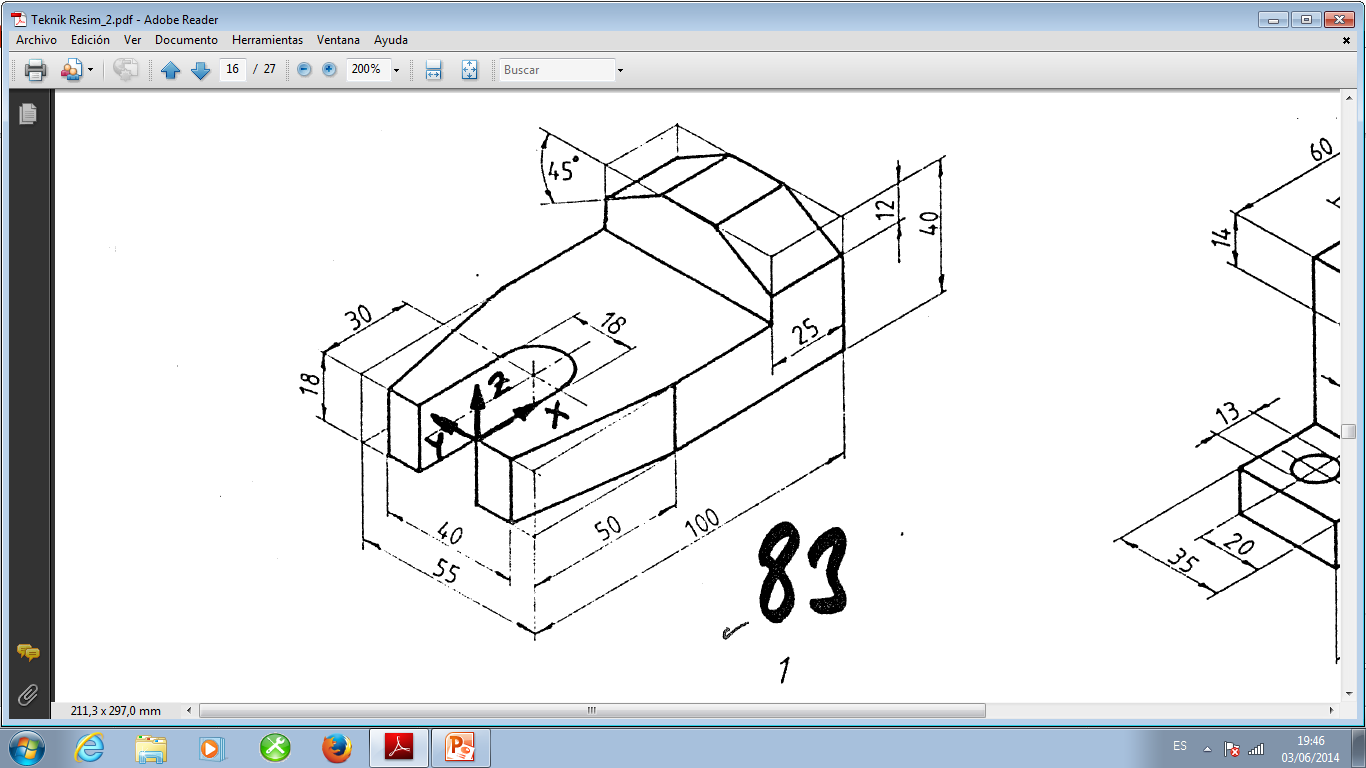 Teknik Resim_2.pdf - Adobe Reader
Archivo Edición Ver Documento Herramientas Ventana Ayuda
16 / 27 200% Buscar
45°
12
40
60
14
30
18
18
25
Z
X
Y
13
40
50
100
55
20
35
83
1
211,3 x 297,0 mm
ES
19:46
03/06/2014